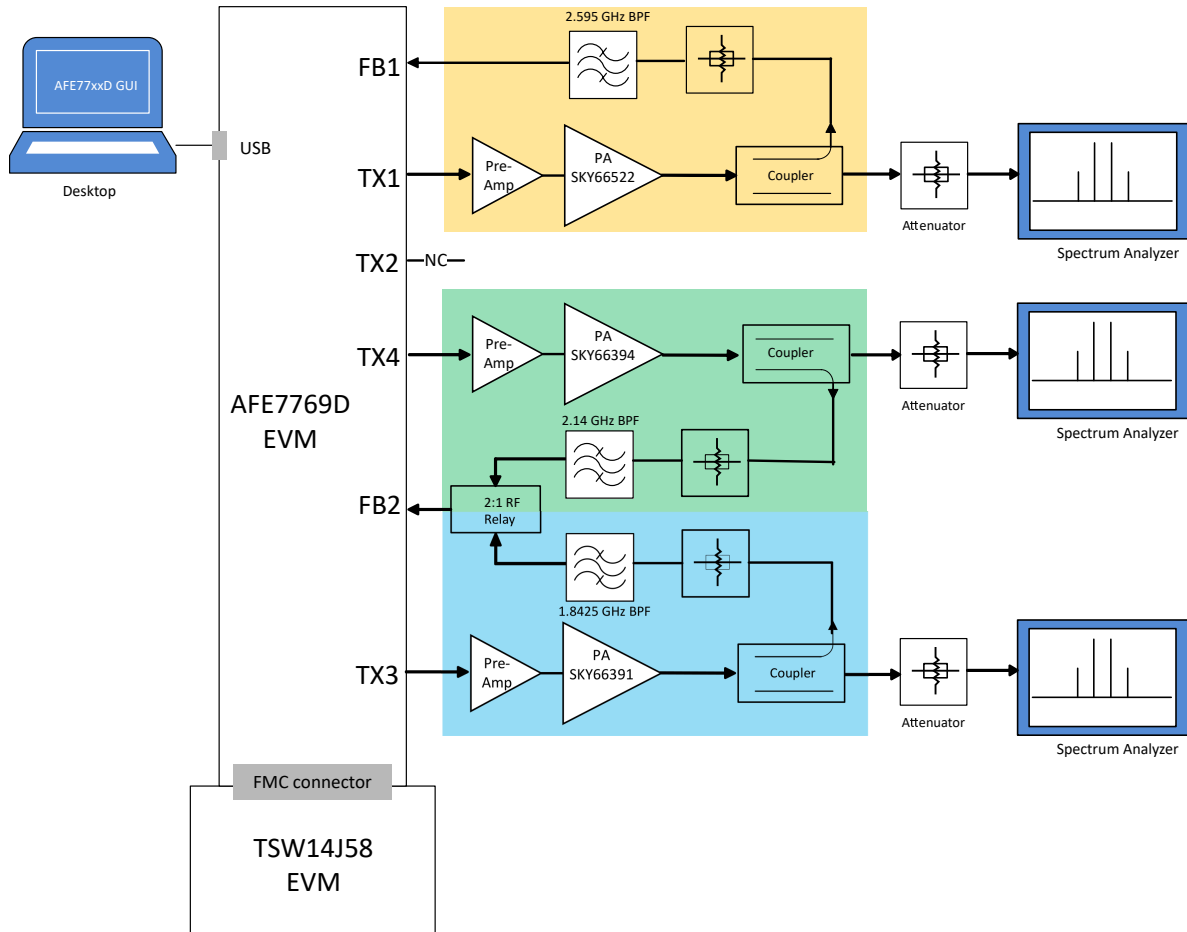 AFE77xxD GUI
Desktop
USB
AFE7769D
EVM
FMC connector
TSW14J58
EVM
FB1
2.595 GHz BPF
TX1
Pre-
Amp
PA
SKY66522
Coupler
Attenuator
Spectrum Analyzer
TX2
NC
TX4
Pre-
Amp
PA
SKY66394
Coupler
Attenuator
Spectrum Analyzer
2.14 GHz BPF
FB2
2:1 RF
Relay
1.8425 GHz BPF
TX3
Pre-
Amp
PA
SKY66391
Coupler
Attenuator
Spectrum Analyzer